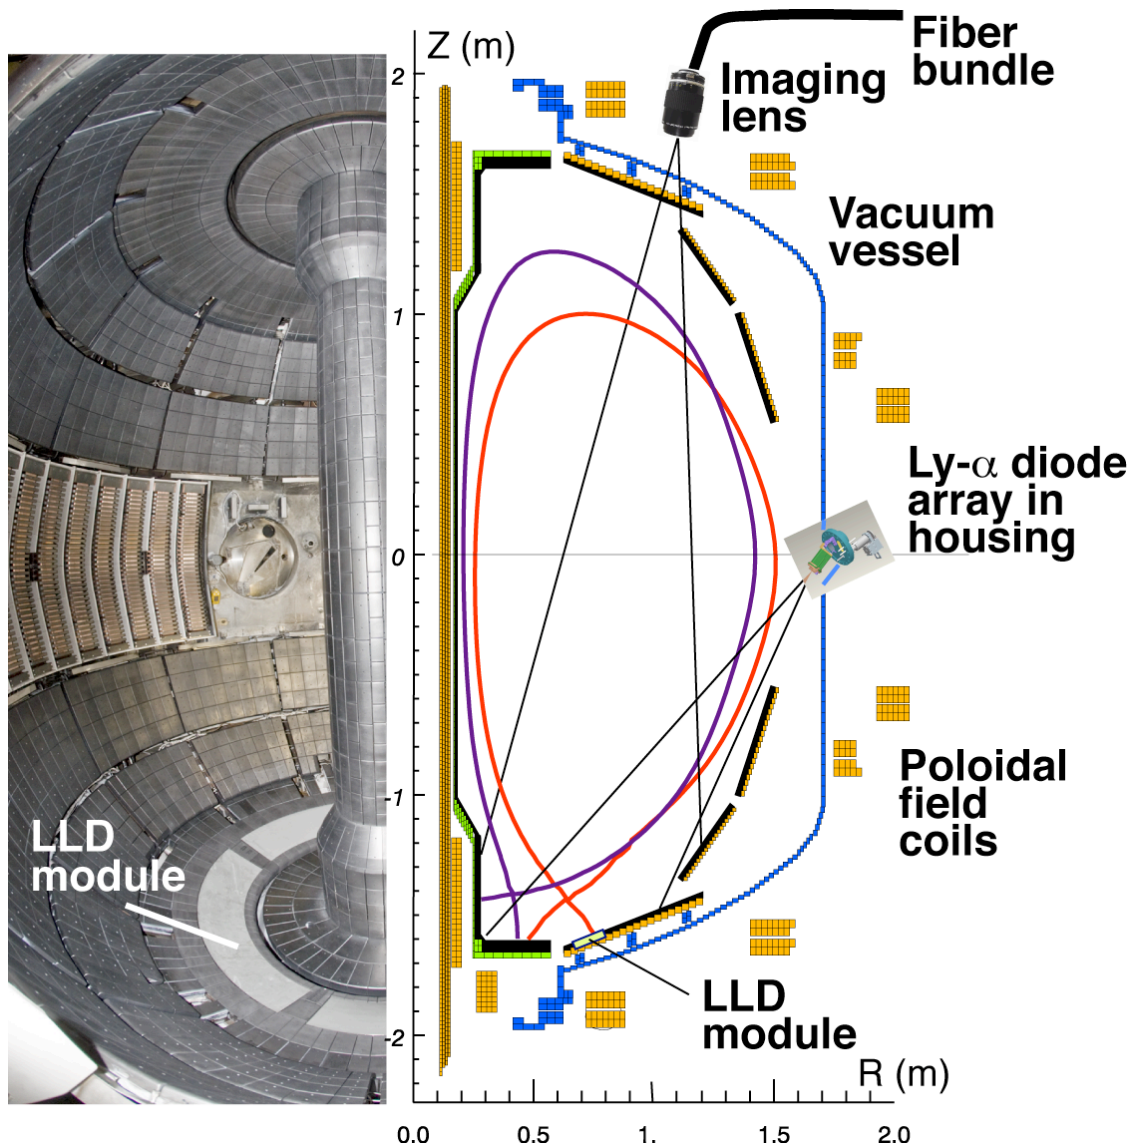 Z (m)
Fiber
bundle
Imaging
lens
Vacuum
vessel
Ly-α diode
array in
housing
Poloidal
field
coils
LLD
module
LLD
module
R (m)
2
1
0
-1
-2
0.0
0.5
1.
1.5
2.0